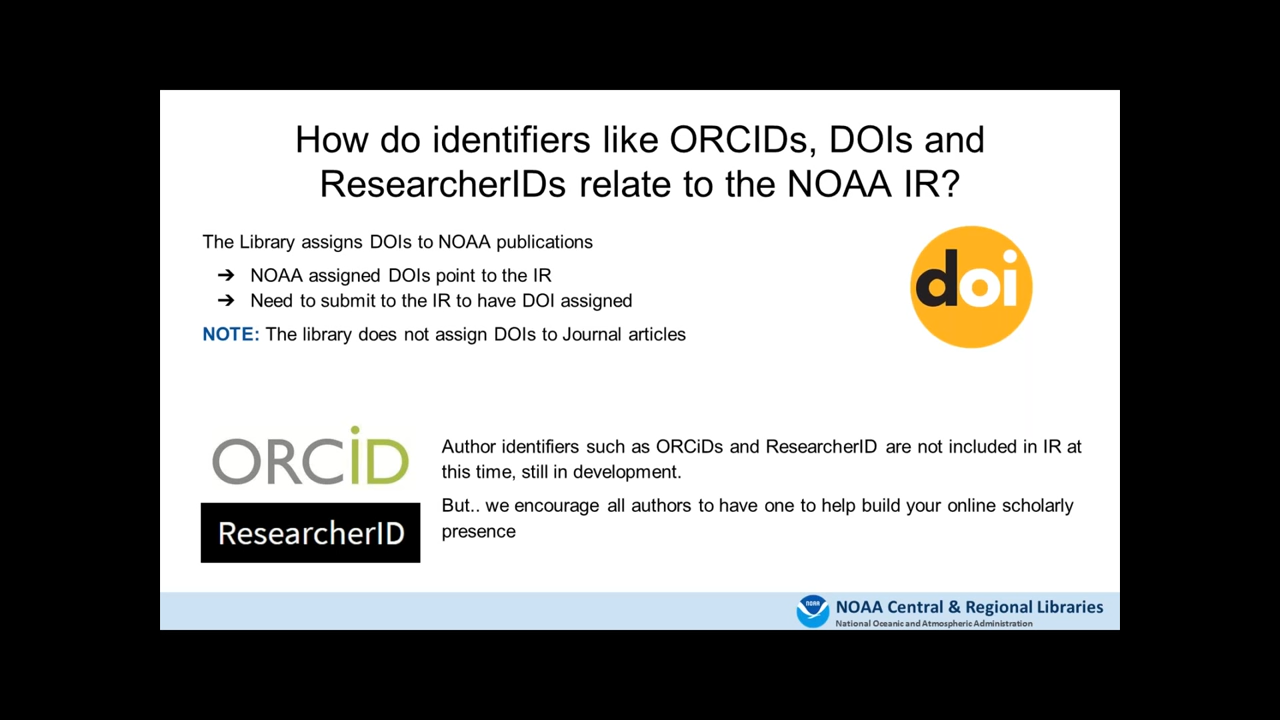 How do identifiers like ORCIDs, DOIs and
ResearcherIDs relate to the NOAA IR?
The Library assigns DOIs to NOAA publications
➔ NOAA assigned DOIs point to the IR
➔ Need to submit to the IR to have DOI assigned
NOTE: The library does not assign DOIs to Journal articles
doi
ORCiD
ResearcherID
Author identifiers such as ORCiDs and ResearcherID are not included in IR at
this time, still in development.
But.. we encourage all authors to have one to help build your online scholarly
presence
NOAA
NOAA Central & Regional Libraries
National Oceanic and Atmospheric Administration